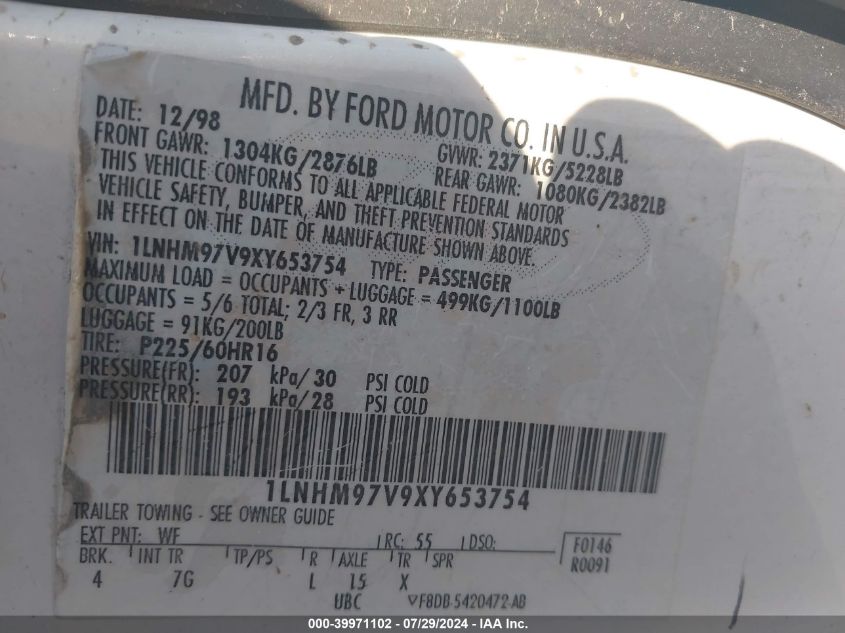 MFD. BY FORD MOTOR CO. IN U.S.A.
DATE: 12/98 GVWR: 2371KG/5228LB
FRONT GAWR: 1304KG/2876LB REAR GAWR: 1080KG/2382LB
THIS VEHICLE CONFORMS TO ALL APPLICABLE FEDERAL MOTOR
VEHICLE SAFETY, BUMPER, AND THEFT PREVENTION STANDARDS
IN EFFECT ON THE DATE OF MANUFACTURE SHOWN ABOVE.
VIN: 1LNHM97V9XY653754 TYPE: PASSENGER
MAXIMUM LOAD = OCCUPANTS + LUGGAGE = 499KG/1100LB
OCCUPANTS = 5/6 TOTAL; 2/3 FR, 3 RR
LUGGAGE = 91KG/200LB
TIRE: P225/60HR16
PRESSURE(FR): 207 kPa/ 30 PSI COLD
PRESSURE(RR): 193 kPa/ 28 PSI COLD
1LNHM97V9XY653754
TRAILER TOWING - SEE OWNER GUIDE
EXT PNT: WF RC: 55 DSO: F0146
BRK. INT TR TP/PS R AXLE TR SPR R0091
4 7G L 15 X
UBC F8DB-5420472-AB
000-39971102 - 07/29/2024 - IAAI.com